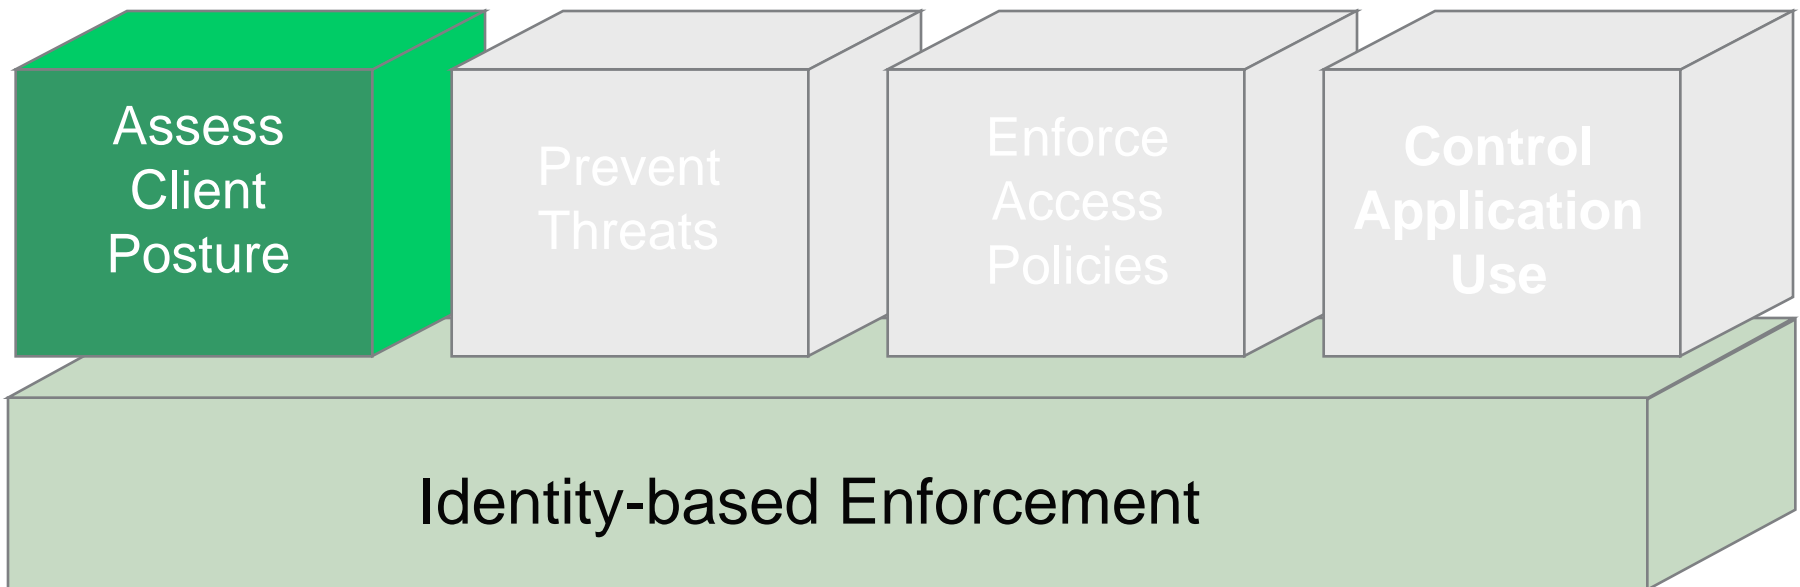 Assess
Client
Posture
Prevent
Threats
Enforce
Access
Policies
Control
Application
Use
Identity-based Enforcement